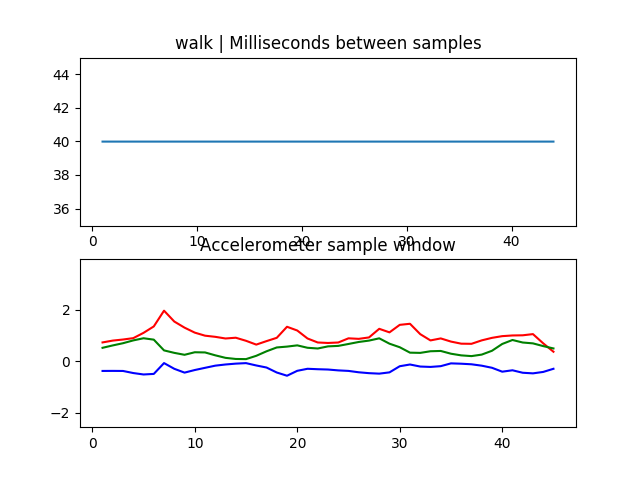 walk | Milliseconds between samples
44
42
40
38
36
0 10 20 30 40
Accelerometer sample window
2
0
−2
0 10 20 30 40